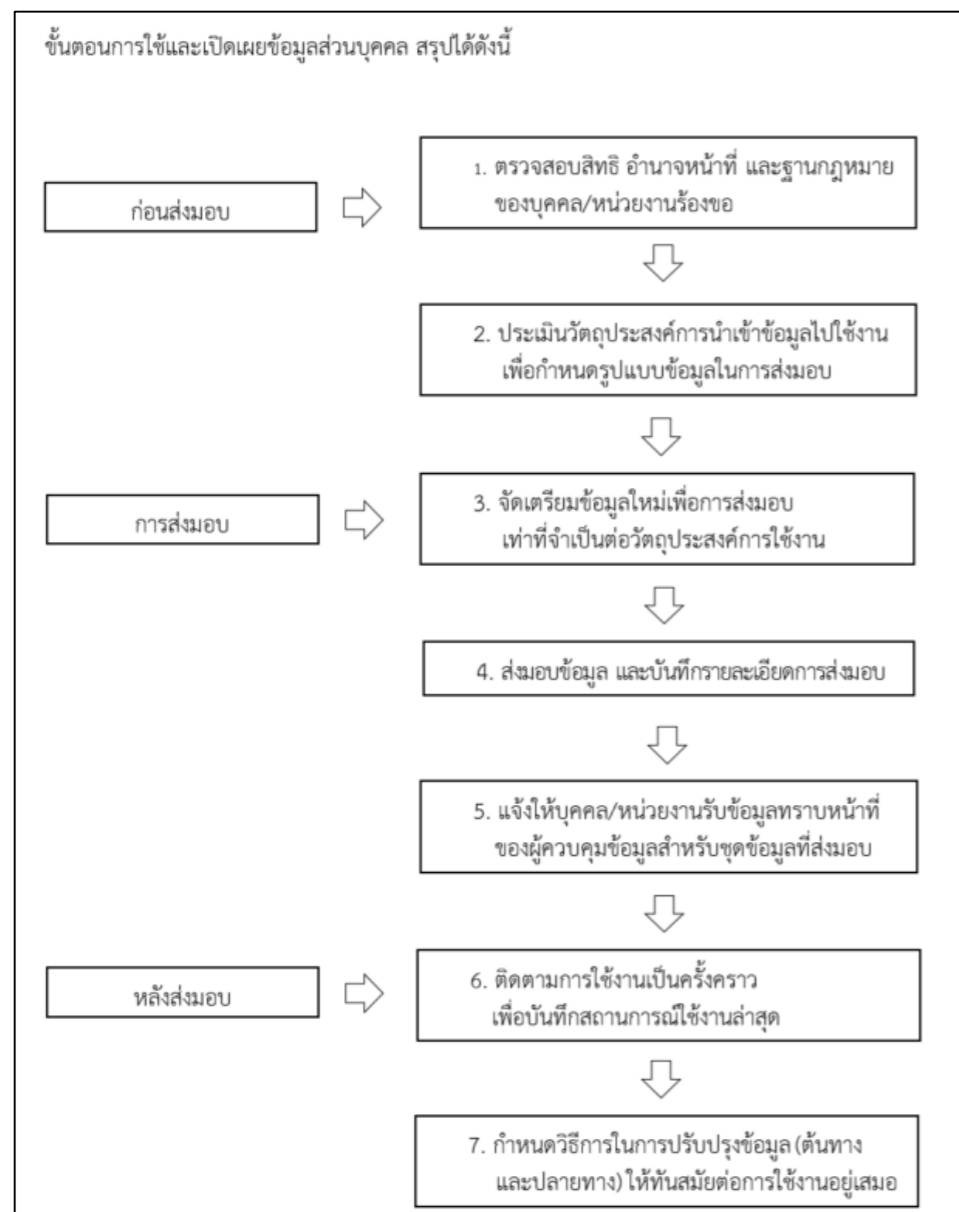 ขั้นตอนการใช้และเปิดเผยข้อมูลส่วนบุคคล สรุปได้ดังนี้
ก่อนส่งมอบ
1. ตรวจสอบสิทธิ อำนาจหน้าที่ และฐานกฎหมาย
ของบุคคล/หน่วยงานร้องขอ
2. ประเมินวัตถุประสงค์การนำเข้าข้อมูลไปใช้งาน
เพื่อกำหนดรูปแบบข้อมูลในการส่งมอบ
การส่งมอบ
3. จัดเตรียมข้อมูลใหม่เพื่อการส่งมอบ
เท่าที่จำเป็นต่อวัตถุประสงค์การใช้งาน
4. ส่งมอบข้อมูล และบันทึกรายละเอียดการส่งมอบ
5. แจ้งให้บุคคล/หน่วยงานรับข้อมูลทราบหน้าที่
ของผู้ควบคุมข้อมูลสำหรับชุดข้อมูลที่ส่งมอบ
หลังส่งมอบ
6. ติดตามการใช้งานเป็นครั้งคราว
เพื่อบันทึกสถานการณ์ใช้งานล่าสุด
7. กำหนดวิธีการในการปรับปรุงข้อมูล (ต้นทาง
และปลายทาง) ให้ทันสมัยต่อการใช้งานอยู่เสมอ